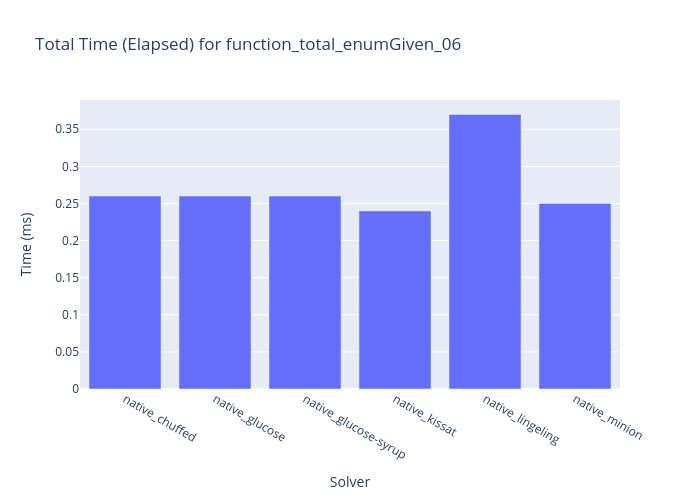 Total Time (Elapsed) for function_total_enumGiven_06
0.35
0.3
0.25
0.2
0.15
0.1
0.05
0
Time (ms)
native_chuffed
native_glucose
native_glucose-syrup
native_kissat
native_lingeling
native_minion
Solver